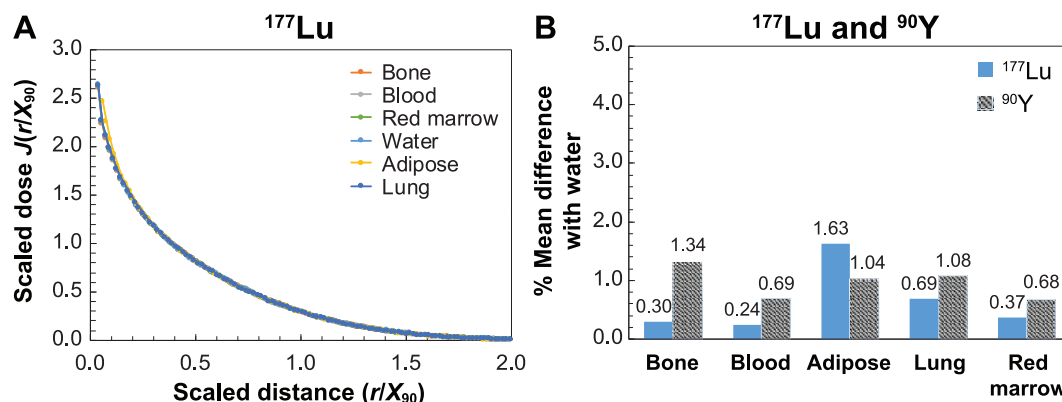 A
¹⁷⁷Lu
3.0
2.5
2.0
1.5
1.0
0.5
0.0
Scaled dose J(r/X₉₀)
Bone
Blood
Red marrow
Water
Adipose
Lung
0.0 0.5 1.0 1.5 2.0
Scaled distance (r/X₉₀)
B
¹⁷⁷Lu and ⁹⁰Y
5.0
4.0
3.0
2.0
1.0
0.0
% Mean difference
with water
¹⁷⁷Lu
⁹⁰Y
0.30 1.34 0.24 0.69 1.63 1.04 0.69 1.08 0.37 0.68
Bone Blood Adipose Lung Red
marrow